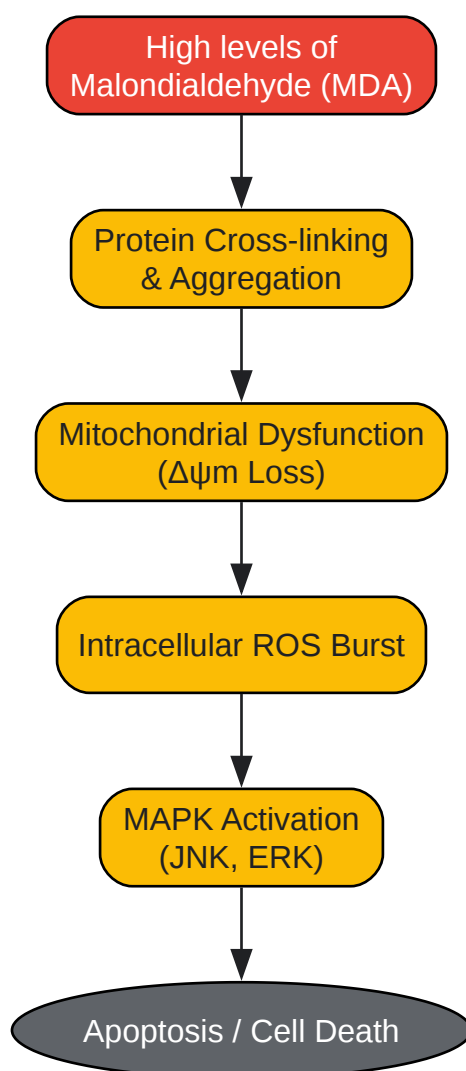 High levels of
Malondialdehyde (MDA)
Protein Cross-linking
& Aggregation
Mitochondrial Dysfunction
(Δψm Loss)
Intracellular ROS Burst
MAPK Activation
(JNK, ERK)
Apoptosis / Cell Death